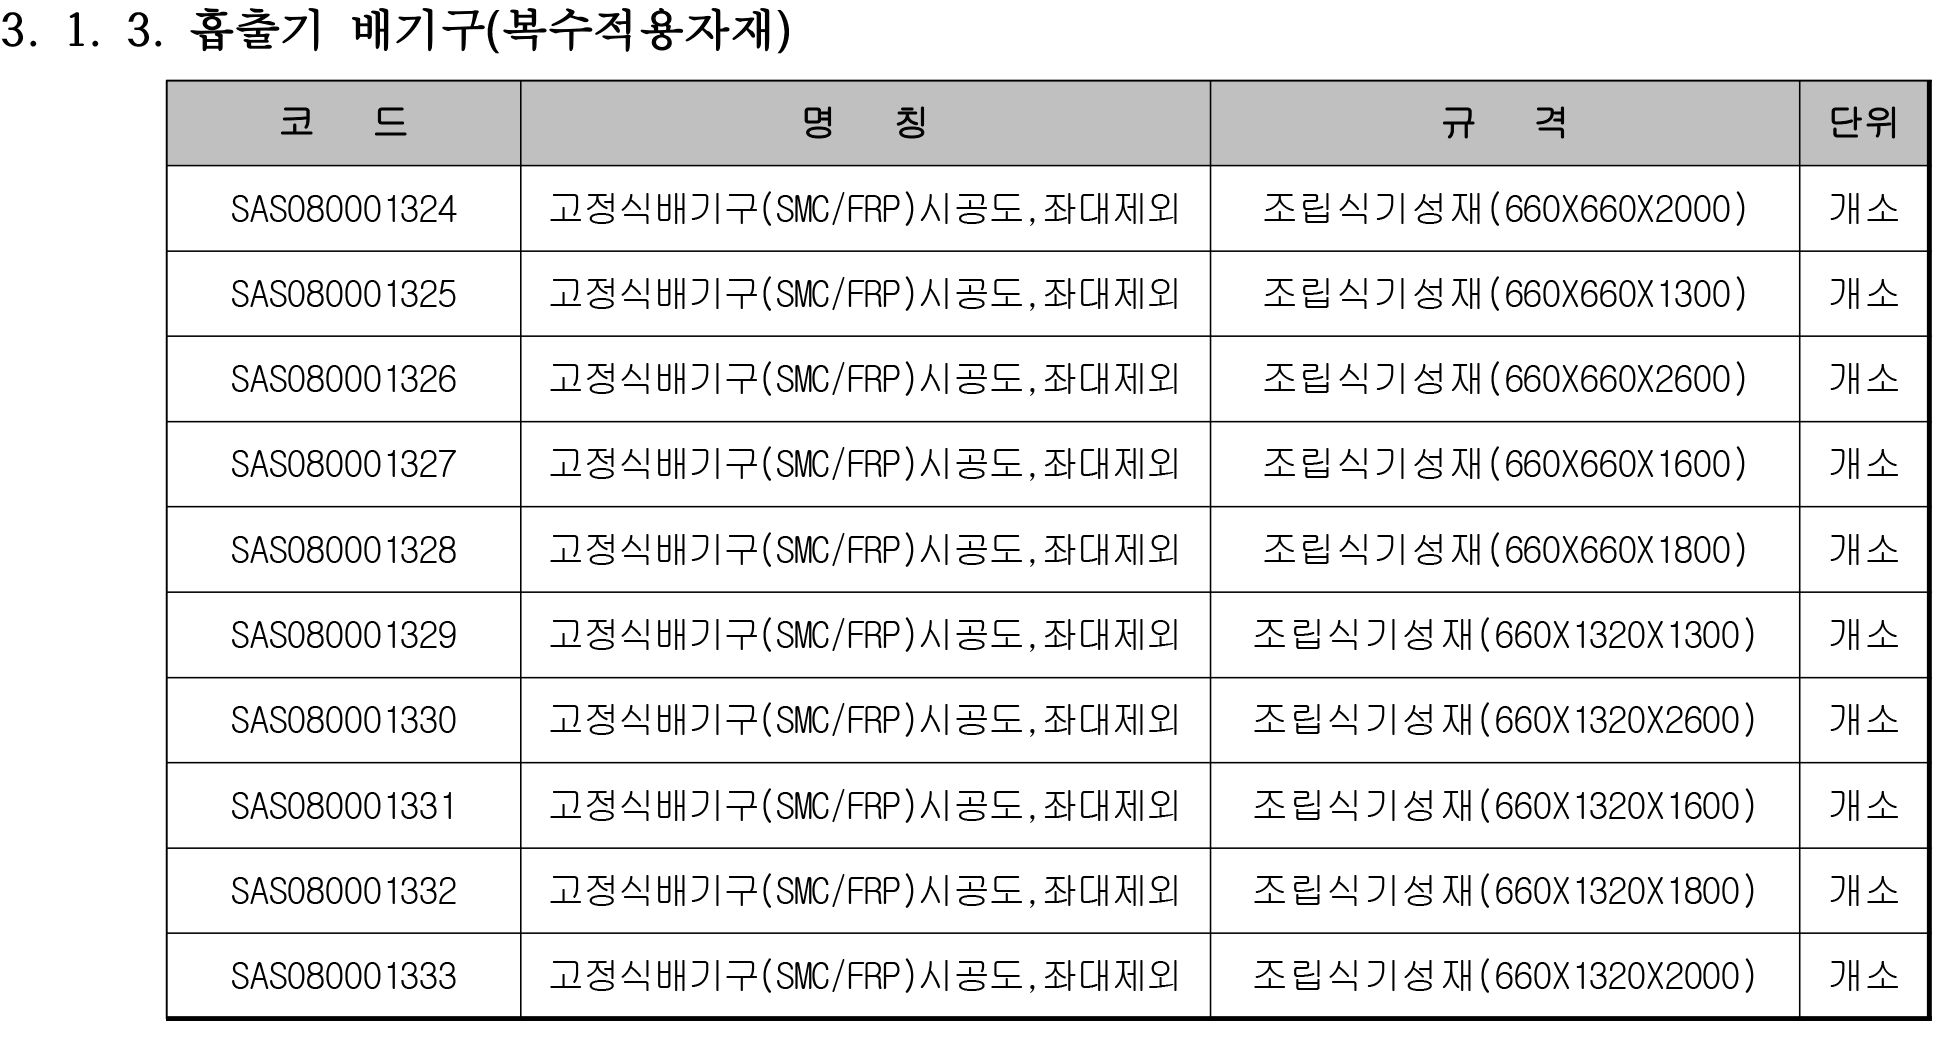 3. 1. 3. 흡출기 배기구(복수적용자재)
코 드 명 칭 규 격 단위
SAS080001324 고정식배기구(SMC/FRP)시공도,좌대제외 조립식기성재(660X660X2000) 개소
SAS080001325 고정식배기구(SMC/FRP)시공도,좌대제외 조립식기성재(660X660X1300) 개소
SAS080001326 고정식배기구(SMC/FRP)시공도,좌대제외 조립식기성재(660X660X2600) 개소
SAS080001327 고정식배기구(SMC/FRP)시공도,좌대제외 조립식기성재(660X660X1600) 개소
SAS080001328 고정식배기구(SMC/FRP)시공도,좌대제외 조립식기성재(660X660X1800) 개소
SAS080001329 고정식배기구(SMC/FRP)시공도,좌대제외 조립식기성재(660X1320X1300) 개소
SAS080001330 고정식배기구(SMC/FRP)시공도,좌대제외 조립식기성재(660X1320X2600) 개소
SAS080001331 고정식배기구(SMC/FRP)시공도,좌대제외 조립식기성재(660X1320X1600) 개소
SAS080001332 고정식배기구(SMC/FRP)시공도,좌대제외 조립식기성재(660X1320X1800) 개소
SAS080001333 고정식배기구(SMC/FRP)시공도,좌대제외 조립식기성재(660X1320X2000) 개소